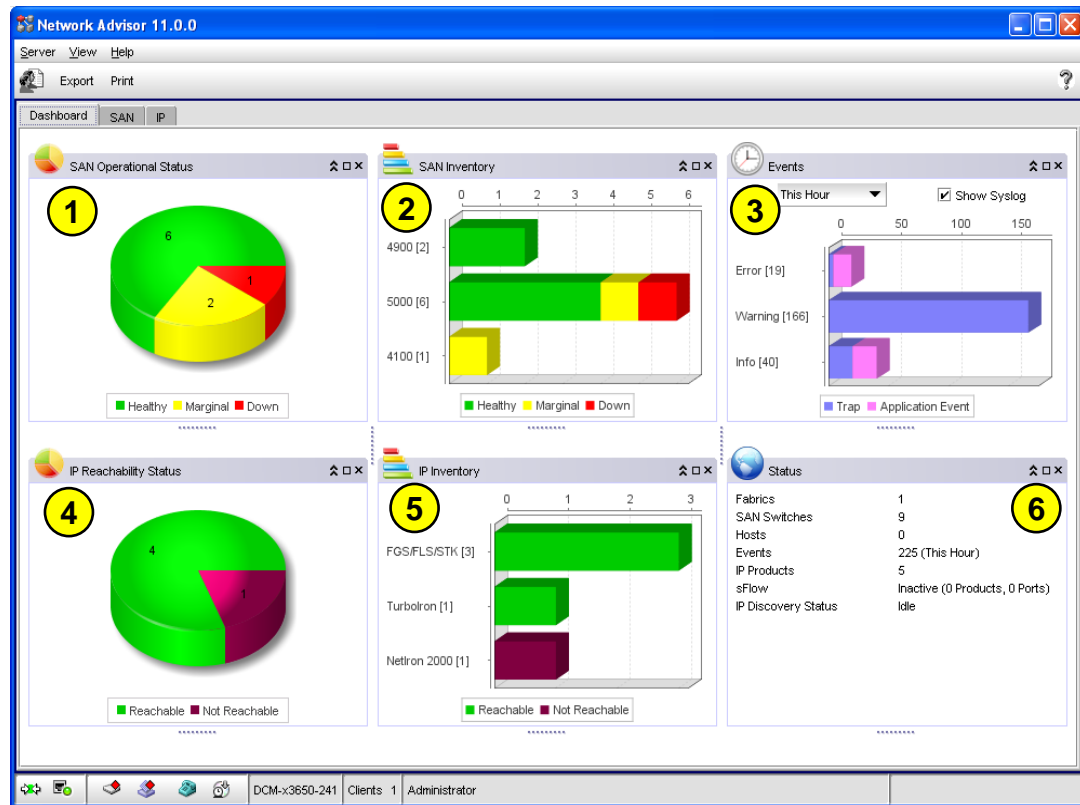 Network Advisor 11.0.0
Server View Help
Export Print
?
Dashboard SAN IP
SAN Operational Status
1
6
2
1
Healthy Marginal Down
SAN Inventory
2
0 1 2 3 4 5 6
4900 [2]
5000 [6]
4100 [1]
Healthy Marginal Down
Events
3
This Hour Show Syslog
0 50 100 150
Error [19]
Warning [166]
Info [40]
Trap Application Event
IP Reachability Status
4
4
1
Reachable Not Reachable
IP Inventory
5
0 1 2 3
FGS/FLS/STK [3]
TurboIron [1]
NetIron 2000 [1]
Reachable Not Reachable
Status
6
Fabrics 1
SAN Switches 9
Hosts 0
Events 225 (This Hour)
IP Products 5
sFlow Inactive (0 Products, 0 Ports)
IP Discovery Status Idle
DCM-x3650-241 Clients 1 Administrator